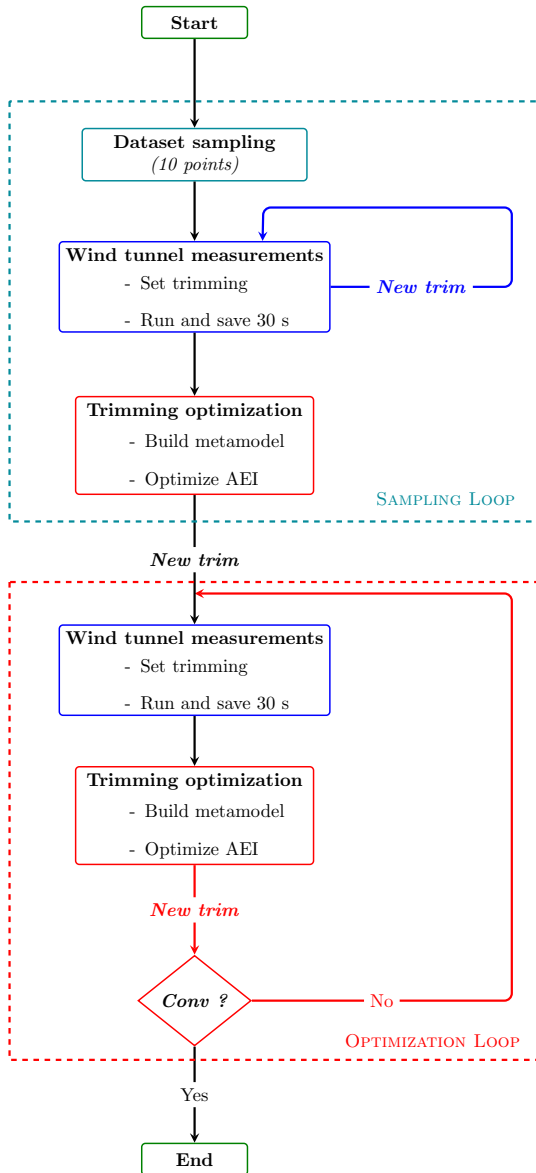 Start
Dataset sampling
(10 points)
Wind tunnel measurements
- Set trimming
New trim
- Run and save 30 s
Trimming optimization
- Build metamodel
- Optimize AEI
SAMPLING LOOP
New trim
Wind tunnel measurements
- Set trimming
- Run and save 30 s
Trimming optimization
- Build metamodel
- Optimize AEI
New trim
Conv ?
No
OPTIMIZATION LOOP
Yes
End